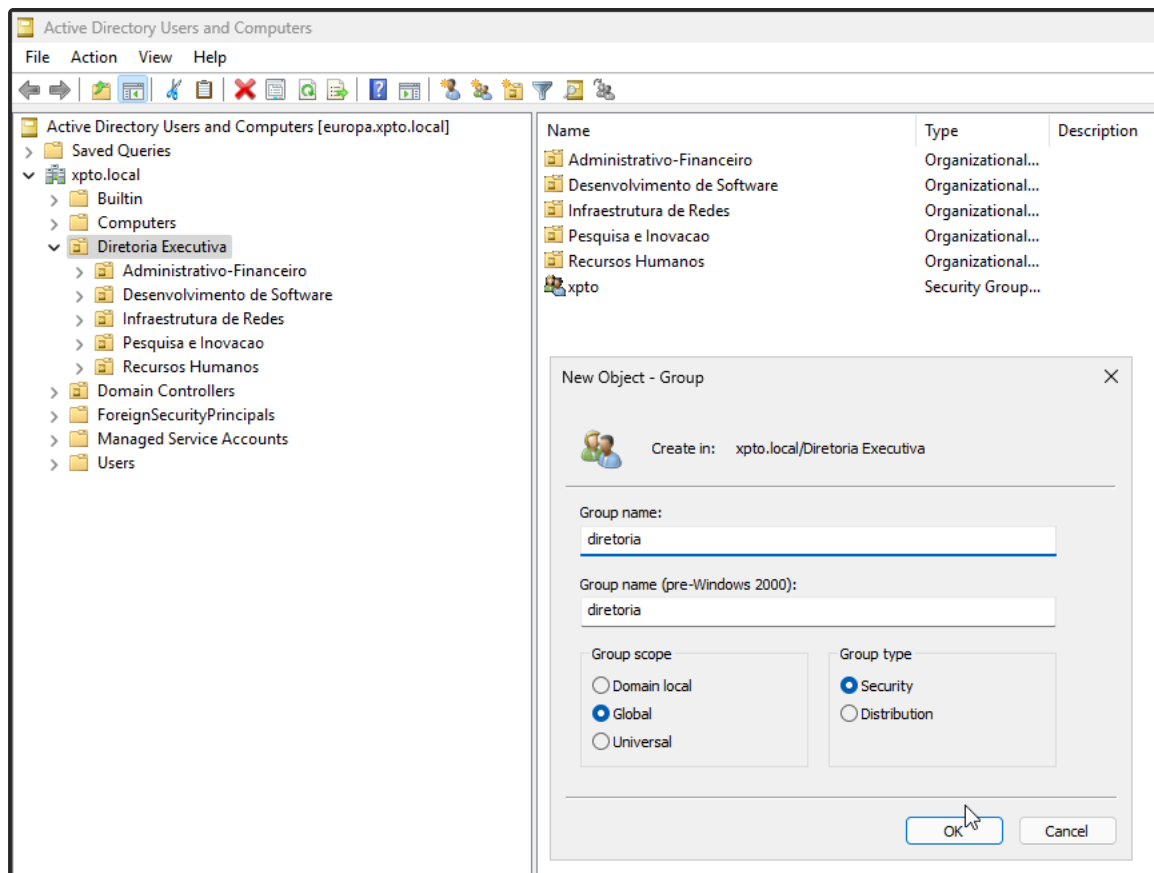 Active Directory Users and Computers
File Action View Help
Active Directory Users and Computers [europa.xpto.local]
Saved Queries
xpto.local
Builtin
Computers
Diretoria Executiva
Administrativo-Financeiro
Desenvolvimento de Software
Infraestrutura de Redes
Pesquisa e Inovacao
Recursos Humanos
Domain Controllers
ForeignSecurityPrincipals
Managed Service Accounts
Users
Name Type Description
Administrativo-Financeiro Organizational...
Desenvolvimento de Software Organizational...
Infraestrutura de Redes Organizational...
Pesquisa e Inovacao Organizational...
Recursos Humanos Organizational...
xpto Security Group...
New Object - Group
Create in: xpto.local/Diretoria Executiva
Group name:
diretoria
Group name (pre-Windows 2000):
diretoria
Group scope Group type
Domain local Security
Global Distribution
Universal
OK Cancel